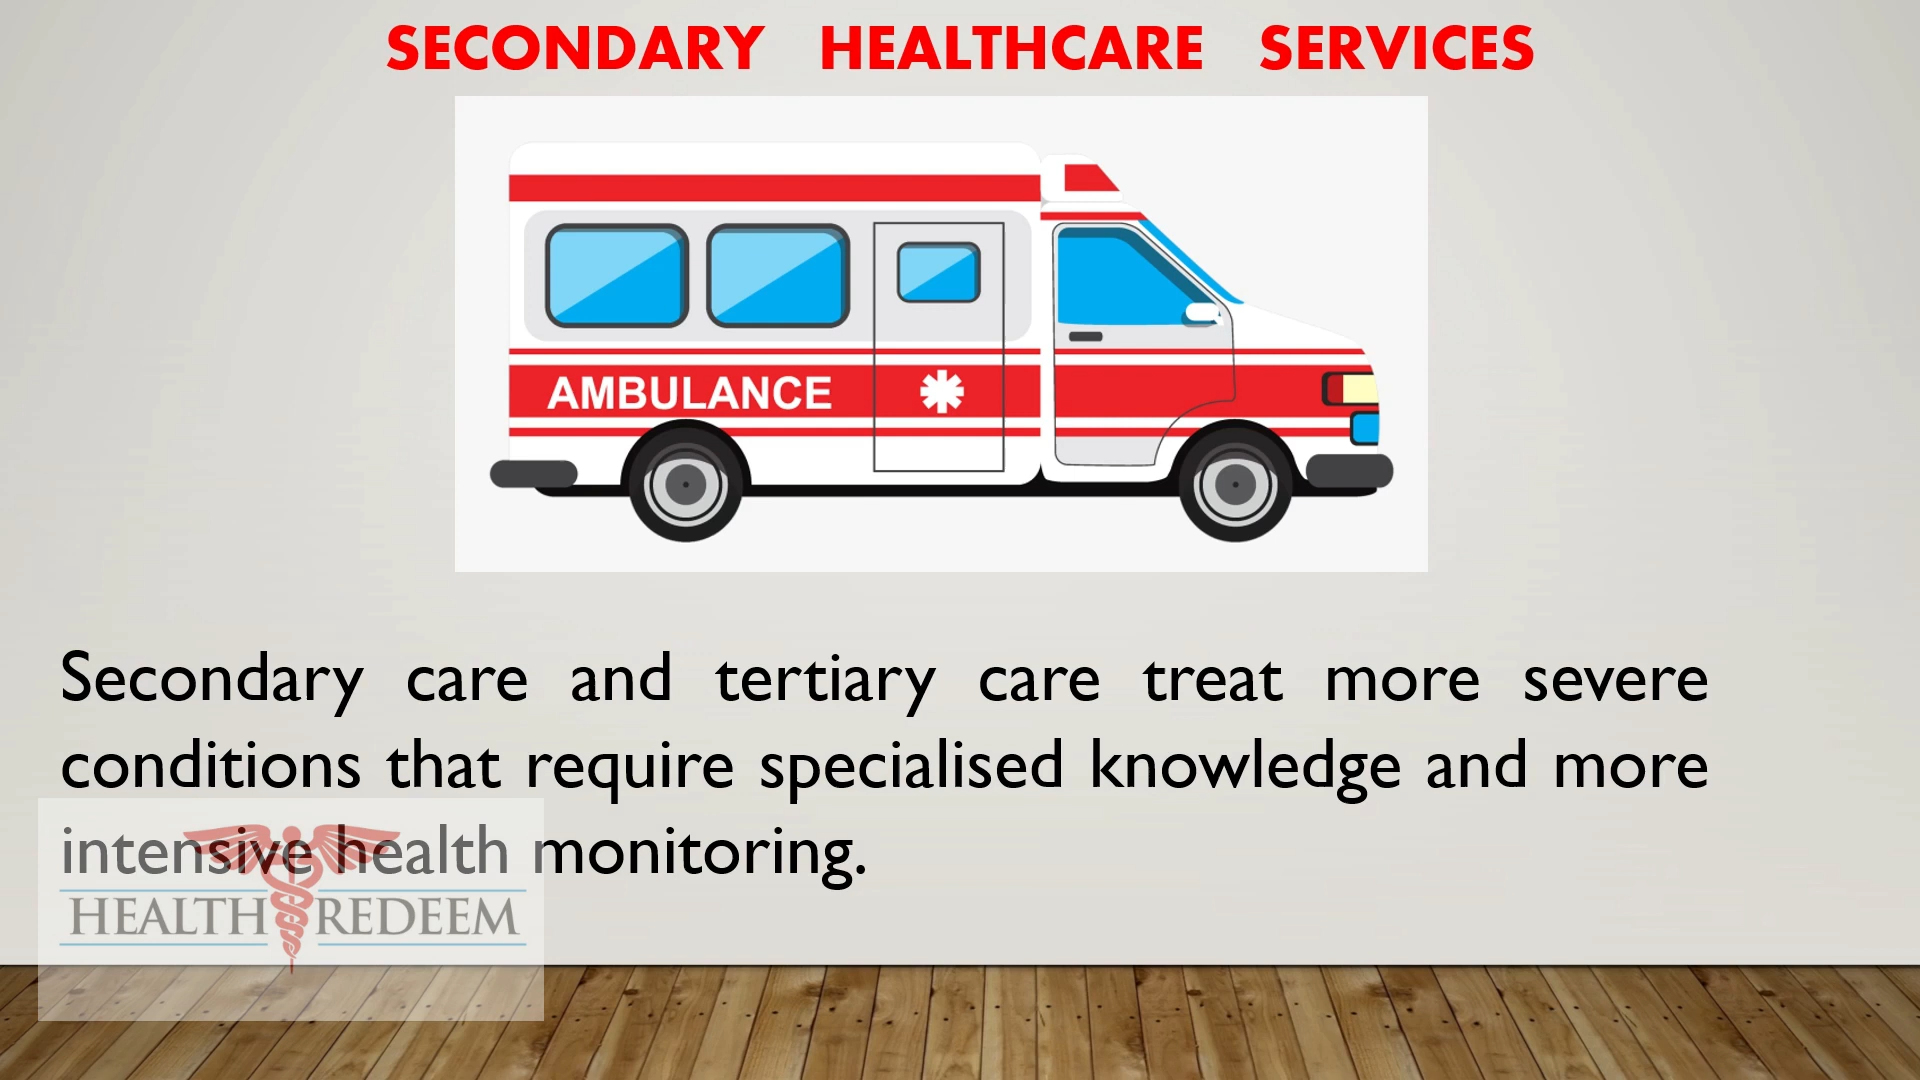 SECONDARY HEALTHCARE SERVICES
AMBULANCE
Secondary care and tertiary care treat more severe
conditions that require specialised knowledge and more
intensive health monitoring.
HEALTH REDEEM